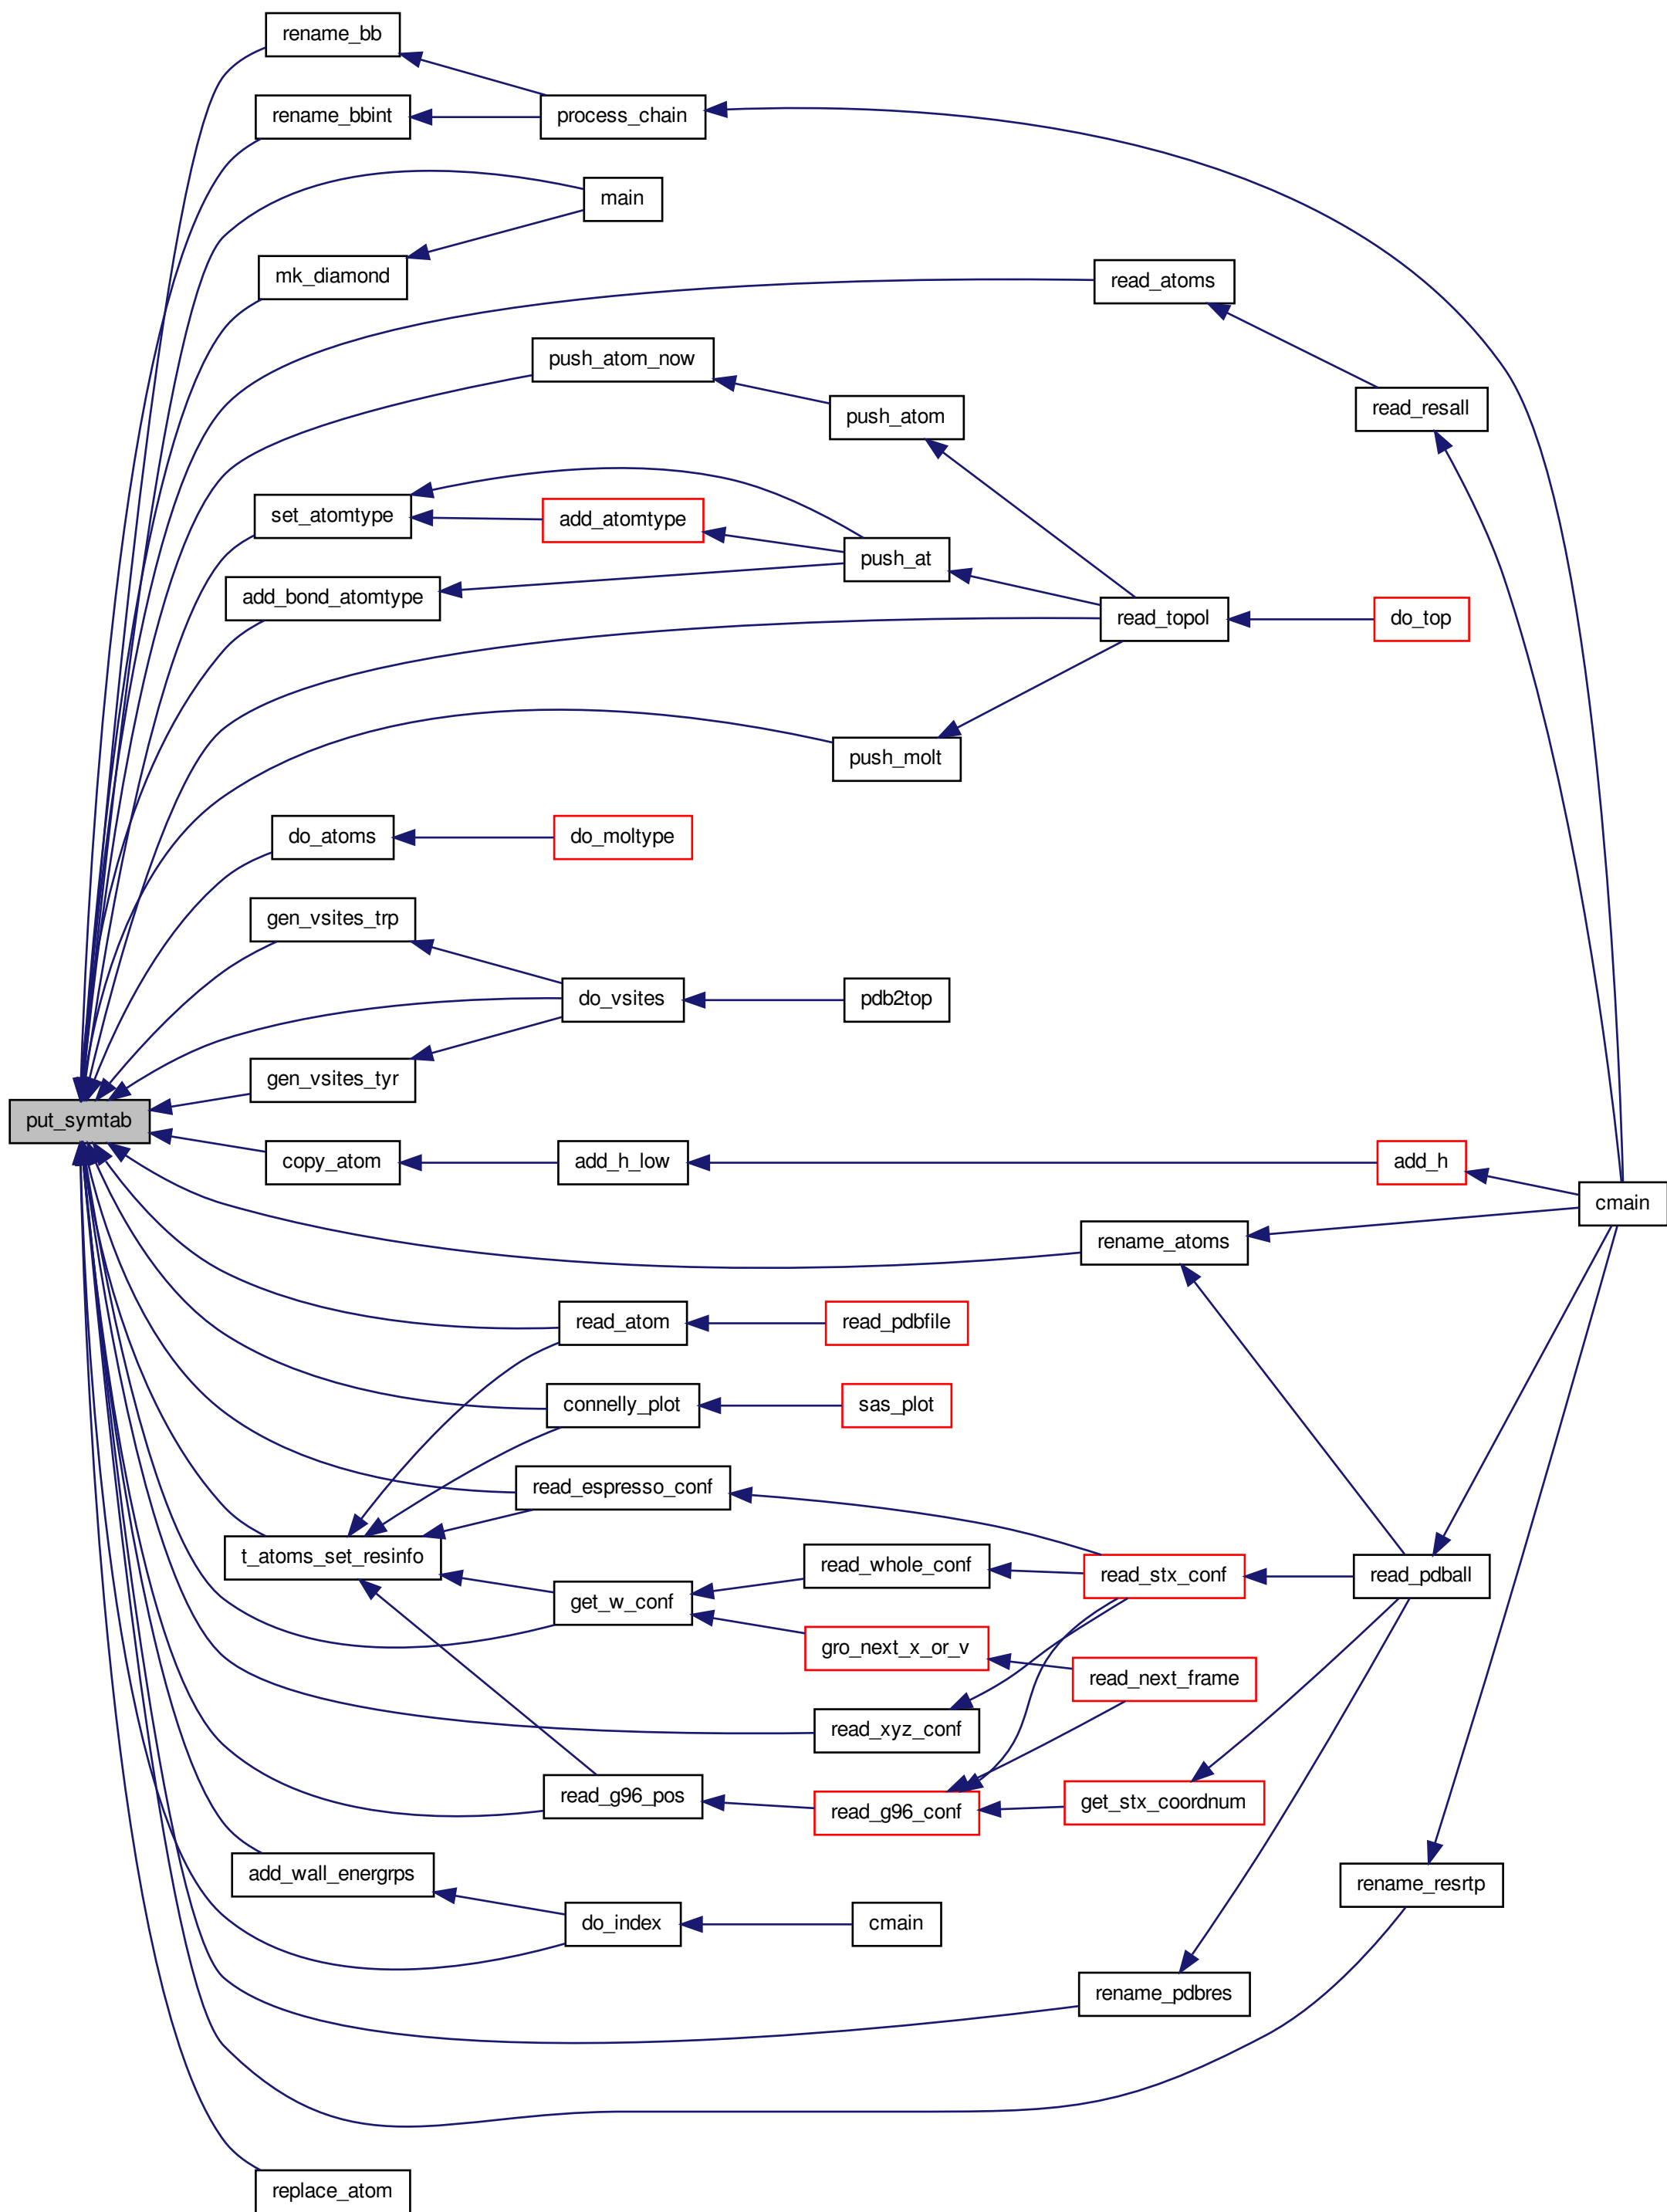 rename_bb
rename_bbint
process_chain
main
mk_diamond
read_atoms
push_atom_now
push_atom
read_resall
set_atomtype
add_atomtype
push_at
add_bond_atomtype
read_topol
do_top
push_molt
do_atoms
do_moltype
gen_vsites_trp
do_vsites
pdb2top
gen_vsites_tyr
put_symtab
copy_atom
add_h_low
add_h
cmain
rename_atoms
read_atom
read_pdbfile
connelly_plot
sas_plot
read_espresso_conf
t_atoms_set_resinfo
read_whole_conf
read_stx_conf
read_pdball
get_w_conf
gro_next_x_or_v
read_next_frame
read_xyz_conf
read_g96_pos
read_g96_conf
get_stx_coordnum
add_wall_energrps
rename_resrtp
do_index
cmain
rename_pdbres
replace_atom